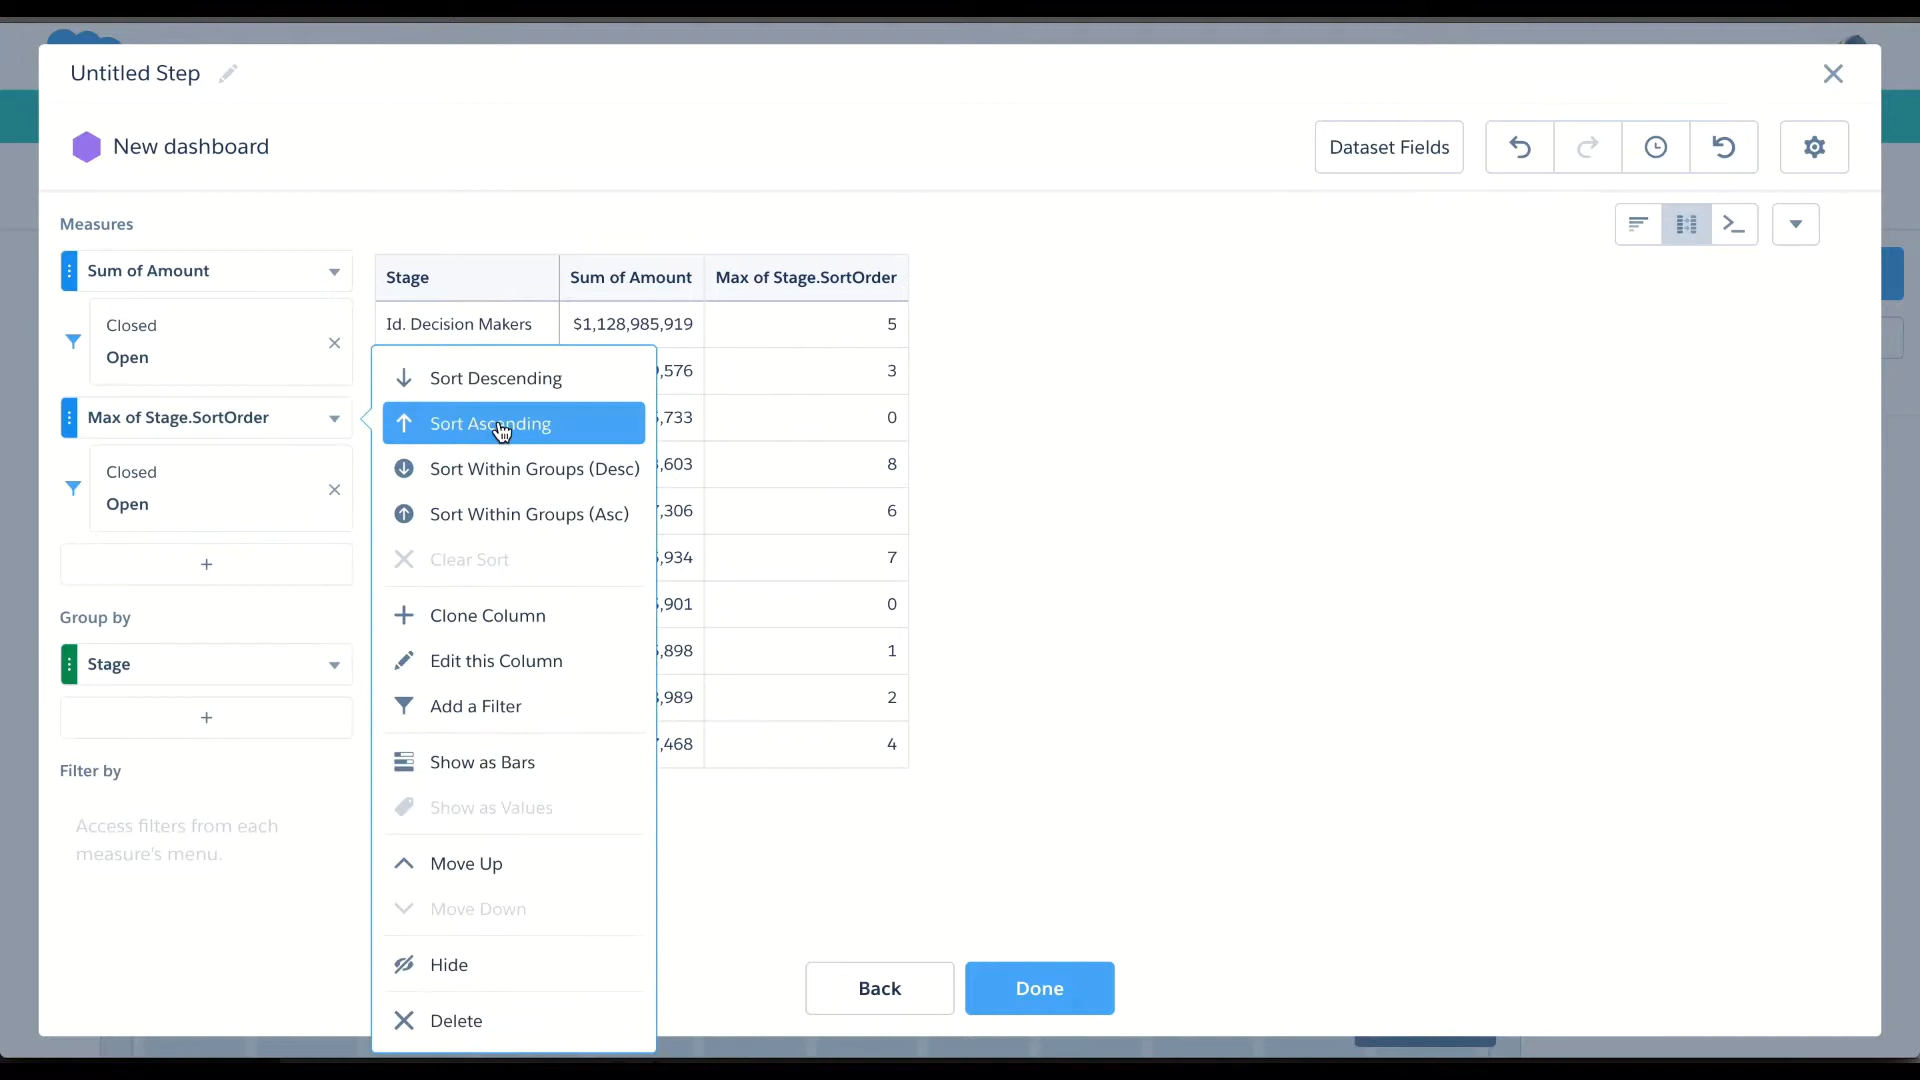 Untitled Step
New dashboard
Dataset Fields
Measures
Sum of Amount
Closed
Open
Max of Stage.SortOrder
Closed
Open
+
Group by
Stage
+
Filter by
Access filters from each
measure's menu.
Stage Sum of Amount Max of Stage.SortOrder
Id. Decision Makers $1,128,985,919 5
,576 3
,733 0
,603 8
,306 6
,934 7
,901 0
,898 1
,989 2
,468 4
Sort Descending
Sort Ascending
Sort Within Groups (Desc)
Sort Within Groups (Asc)
Clear Sort
Clone Column
Edit this Column
Add a Filter
Show as Bars
Show as Values
Move Up
Move Down
Hide
Delete
Back
Done